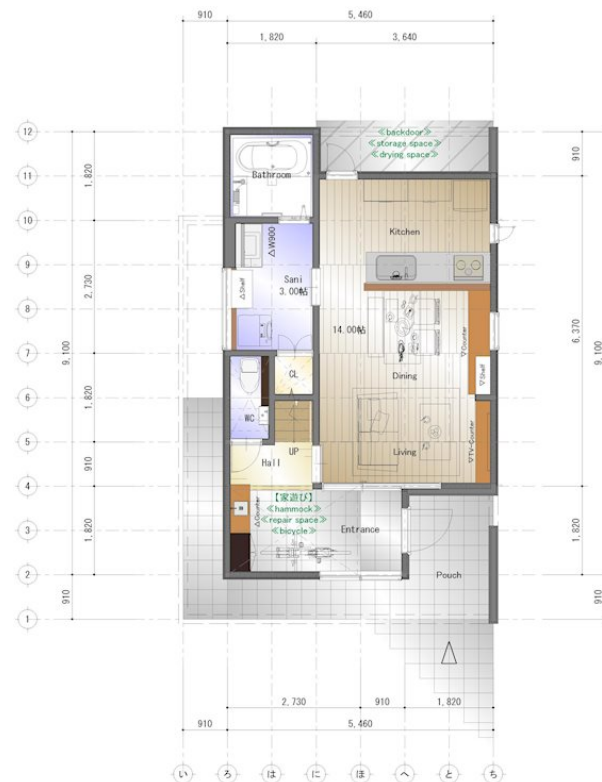 910
5,460
1,820
3,640
12
11
10
9
8
7
6
5
4
3
2
1
9,100
1,820
2,730
1,820
910
1,820
910
≪backdoor≫
≪storage space≫
≪drying space≫
Bathroom
Kitchen
△W900
Sani
3.00帖
△Shelf
14.00帖
▽Counter
CL
Dining
▽Shelf
WC
UP
Living
▽TV-Counter
Hall
【家遊び】
≪hammock≫
≪repair space≫
≪bicycle≫
△Counter
Entrance
Pouch
910
6,370
9,100
1,820
910
2,730
910
1,820
910
5,460
い
ろ
は
に
ほ
へ
と
ち